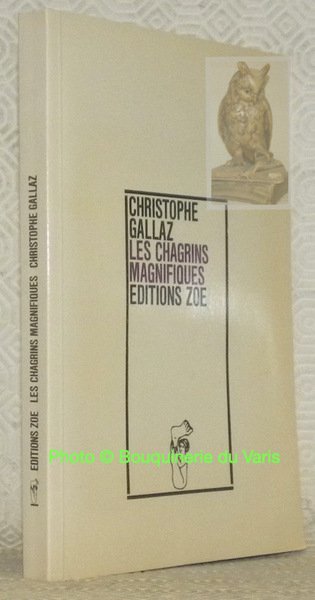 CHRISTOPHE
GALLAZ
LES CHAGRINS
MAGNIFIQUES
EDITIONS ZOE
EDITIONS ZOE LES CHAGRINS MAGNIFIQUES CHRISTOPHE GALLAZ
Photo © Bouquinerie du Varis